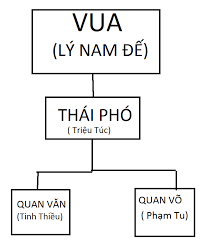 VUA
(LÝ NAM ĐẾ)
THÁI PHÓ
( Triệu Túc)
QUAN VĂN
(Tinh Thiều)
QUAN VÕ
( Phạm Tu)